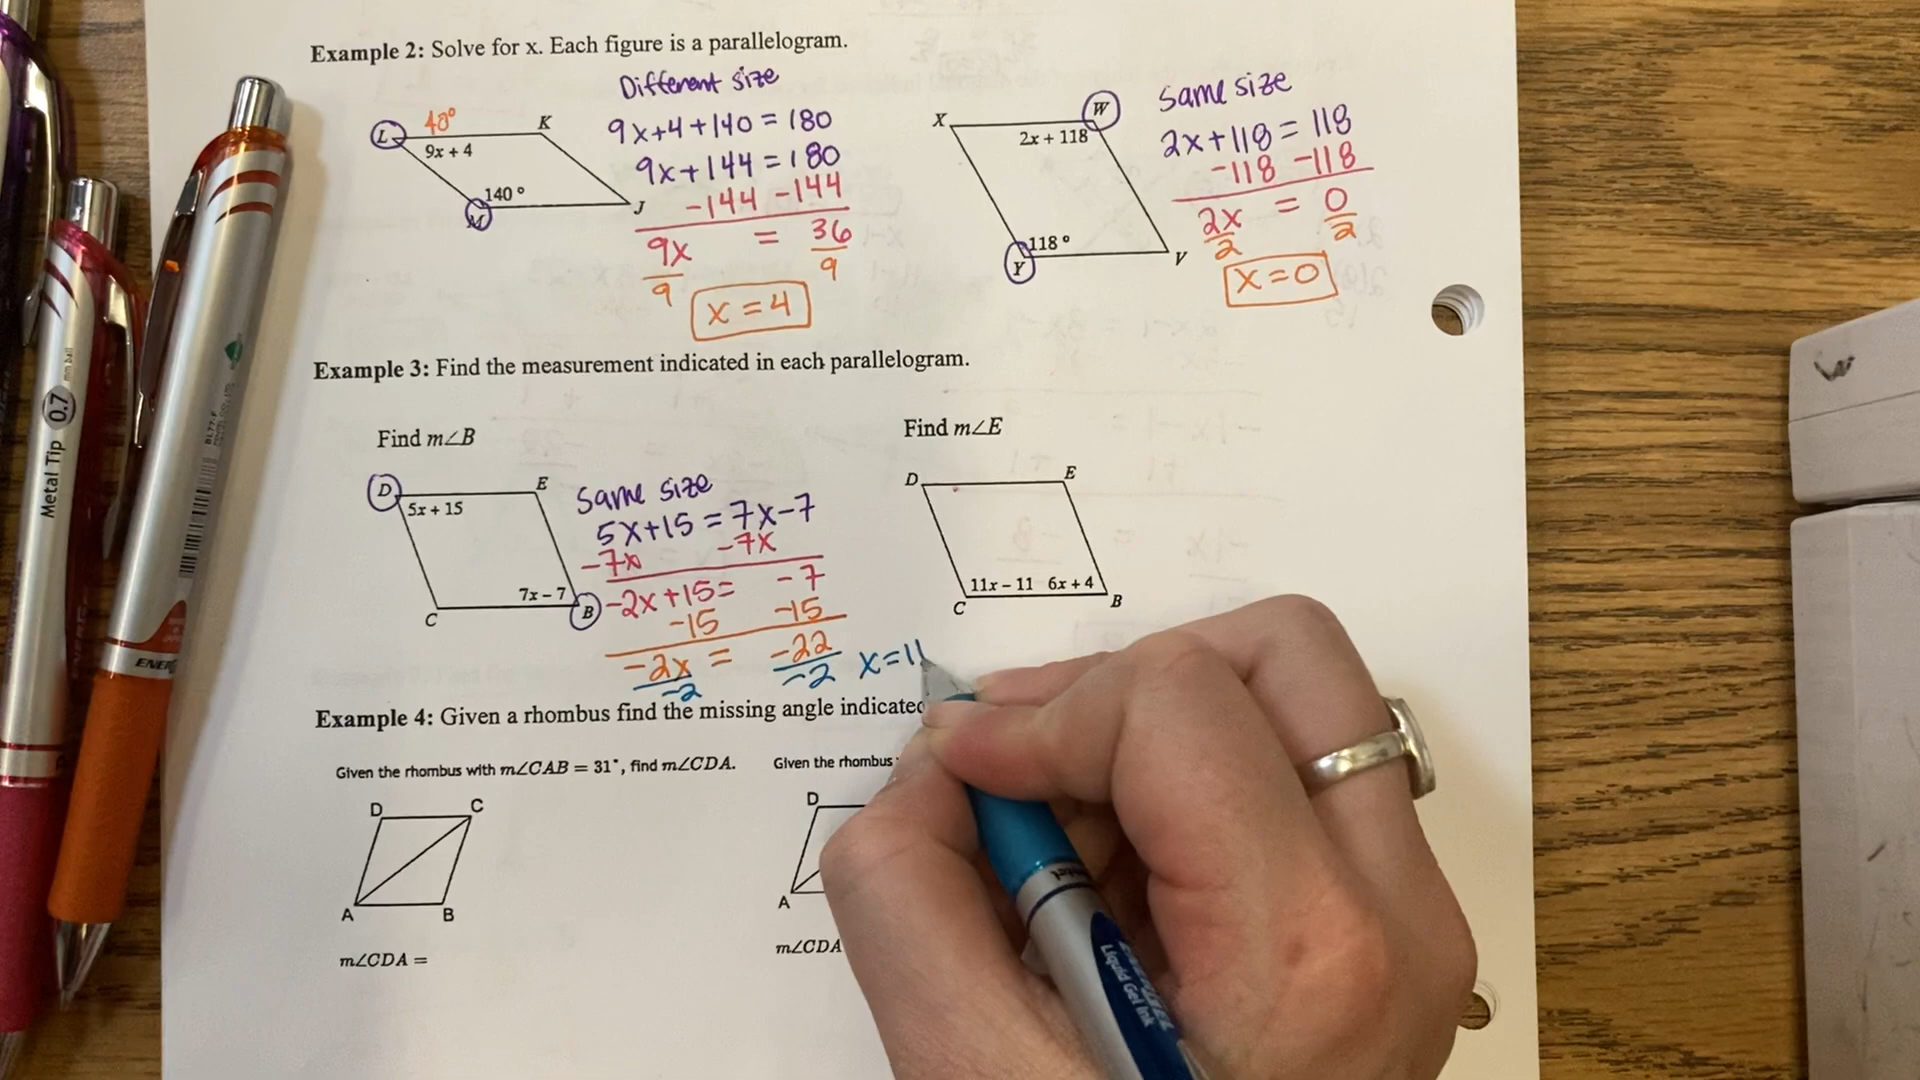 Example 2: Solve for x. Each figure is a parallelogram.
Different size
L 40° K
9x + 4
140 °
M J
9x+4+140 = 180
9x+144 = 180
-144 -144
9x = 36
9 9
x = 4
X W
2x + 118
118 °
Y V
Same size
2x+118 = 118
-118 -118
2x = 0
2 2
x=0
Example 3: Find the measurement indicated in each parallelogram.
Find m∠B
D E
5x + 15
7x – 7
C B
Same size
5x+15 = 7x-7
-7x -7x
-2x+15= -7
-15 -15
-2x = -22
-2 -2
x=11
Find m∠E
D E
11x – 11 6x + 4
C B
Example 4: Given a rhombus find the missing angle indicated
Given the rhombus with m∠CAB = 31°, find m∠CDA.
D C
A B
m∠CDA =
Given the rhombus
D
A
m∠CDA
Metal Tip 0.7 mm ball
ENER
Liquid Gel Ink